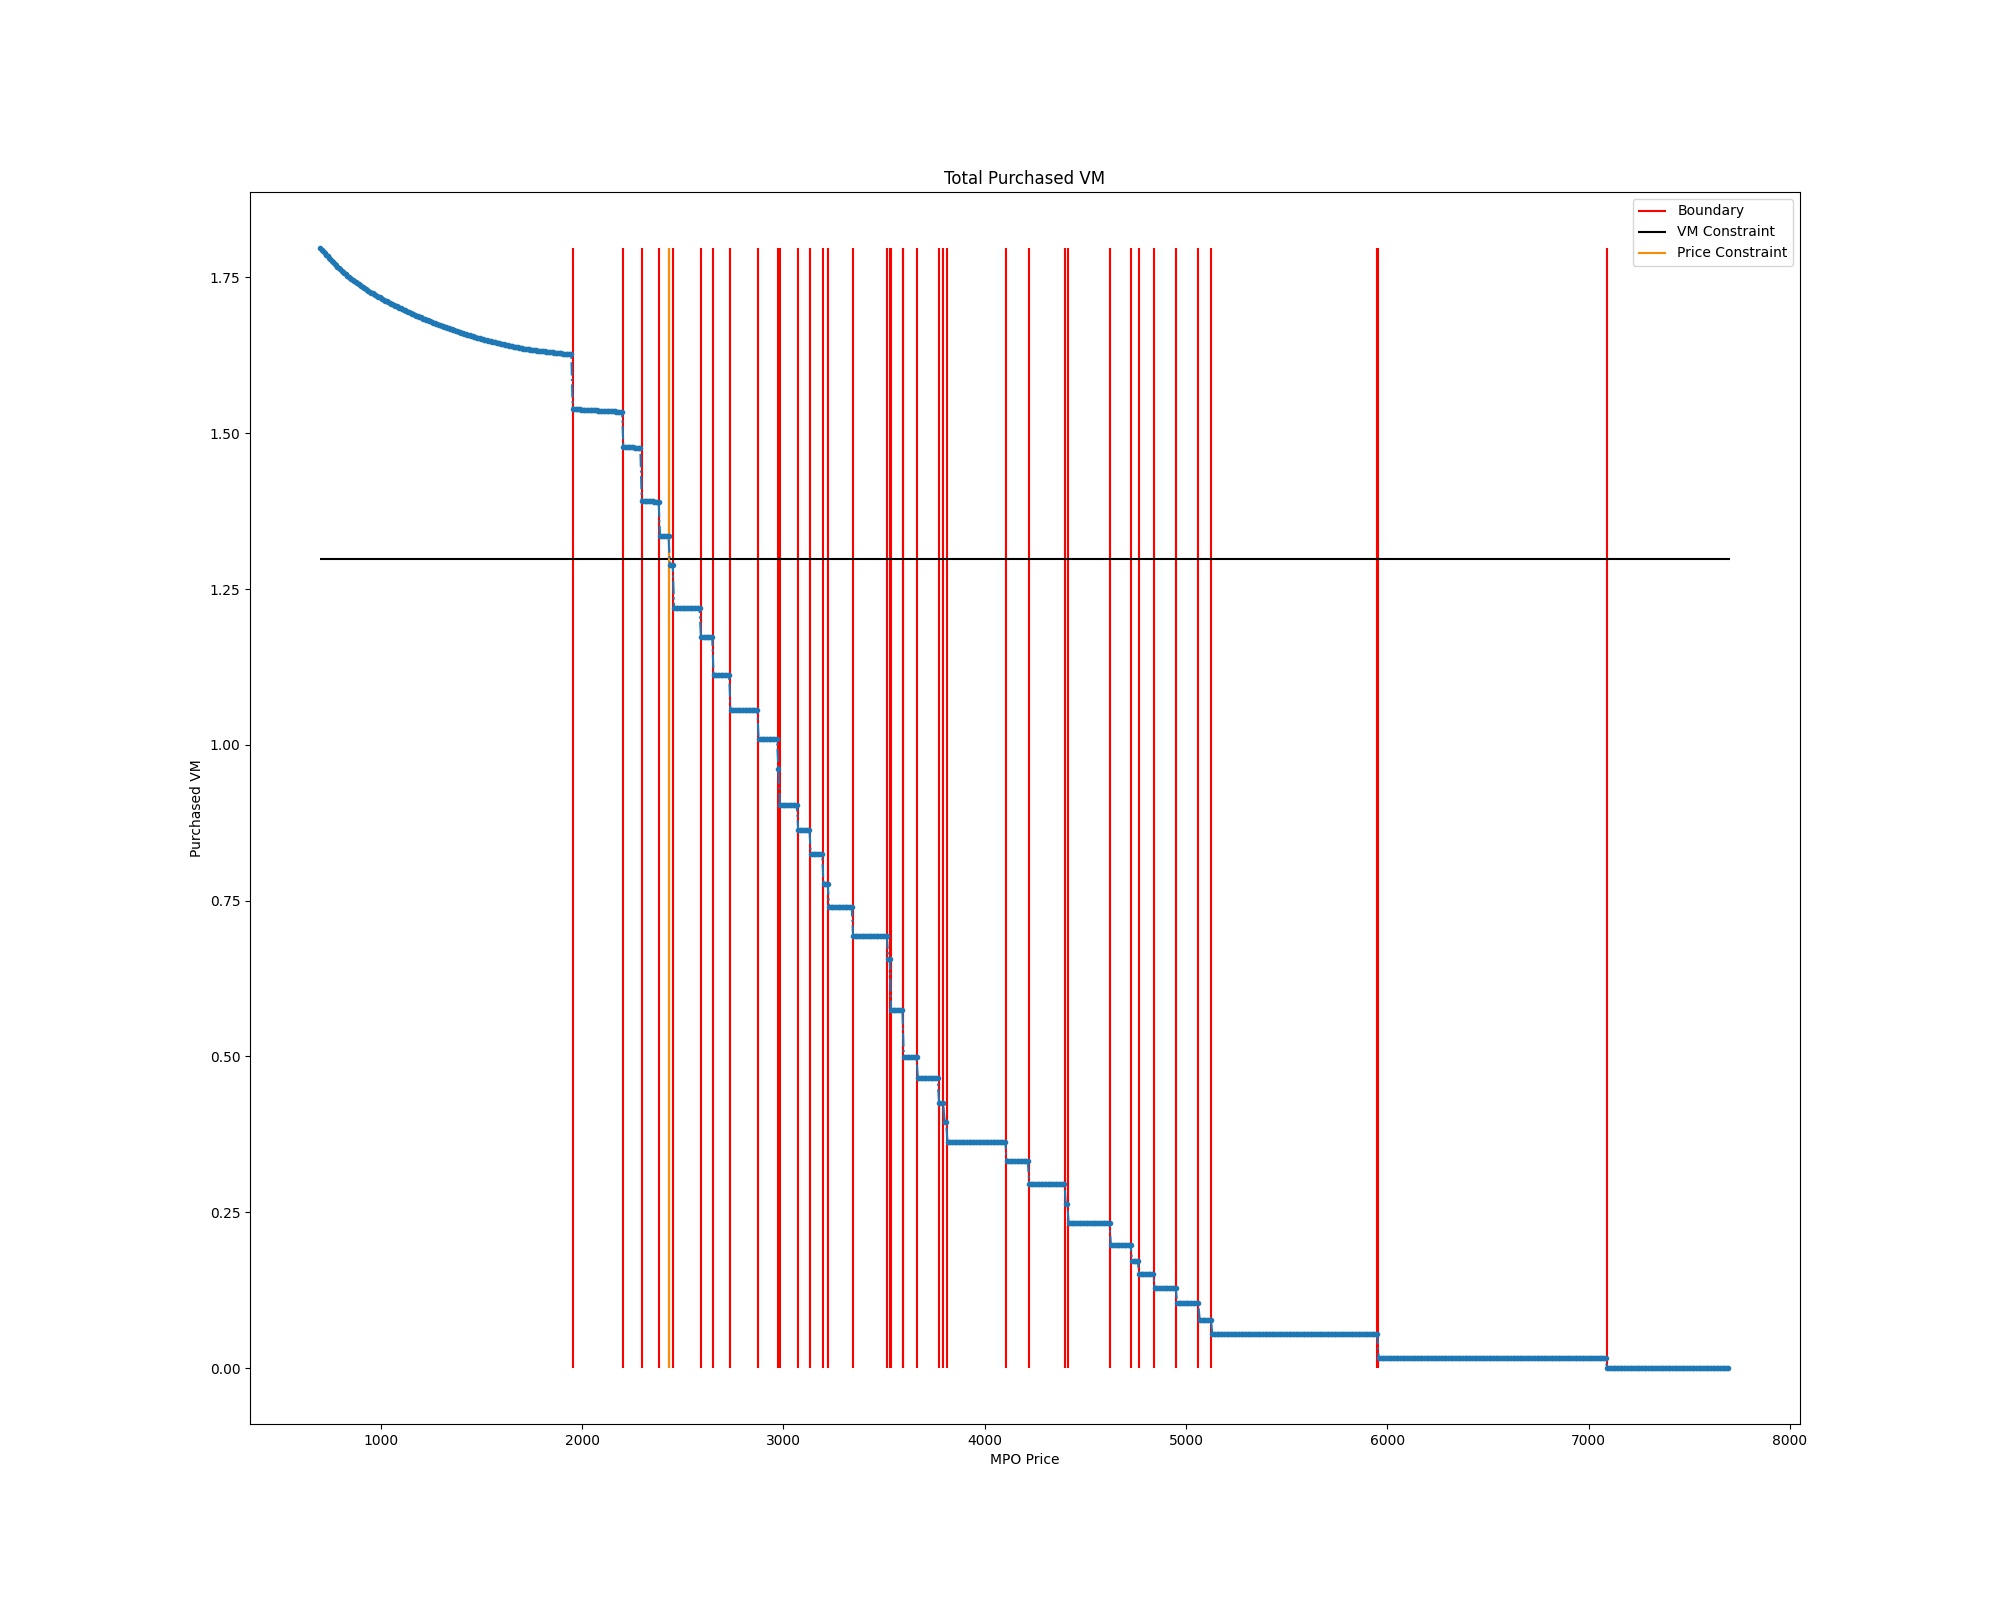 Total Purchased VM
Boundary
VM Constraint
Price Constraint
1.75
1.50
1.25
1.00
0.75
0.50
0.25
0.00
Purchased VM
1000 2000 3000 4000 5000 6000 7000 8000
MPO Price